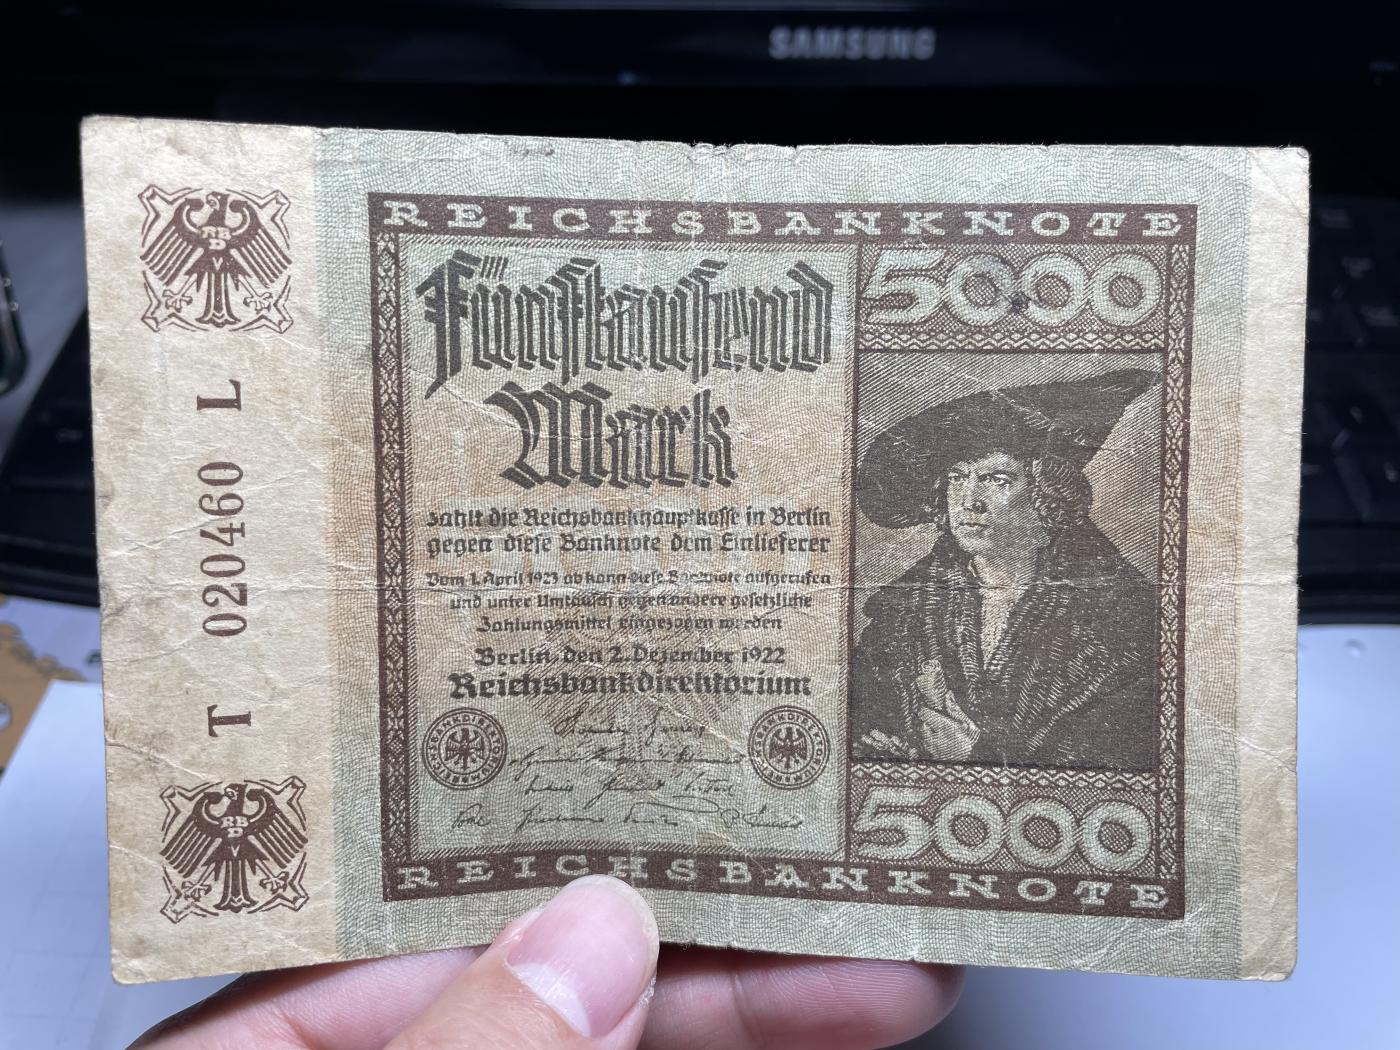 SAMSUNG
REICHSBANKNOTE
Fünftausend
Mark
zahlt die Reichsbankhauptkasse in Berlin
gegen diese Banknote dem Einlieferer
Vom 1. April 1923 ab kann diese Banknote aufgerufen
und unter Umtausch gegen andere gesetzliche
Zahlungsmittel eingezogen werden
Berlin, den 2. Dezember 1922
Reichsbankdirektorium
5000
5000
REICHSBANKNOTE
RBD
T 020460 L
RBD